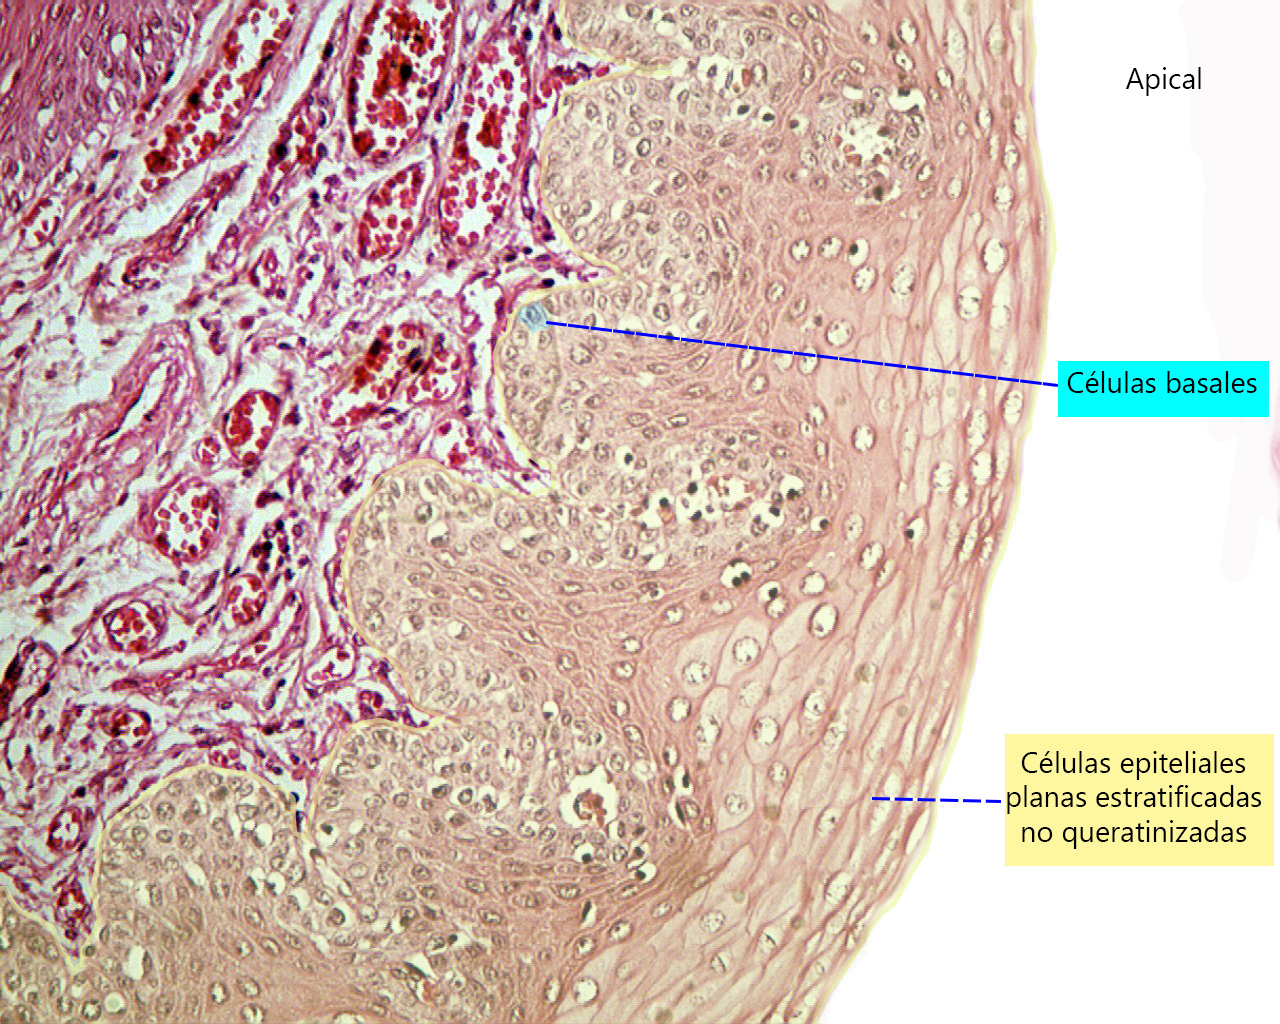 Apical
Células basales
Células epiteliales
planas estratificadas
no queratinizadas